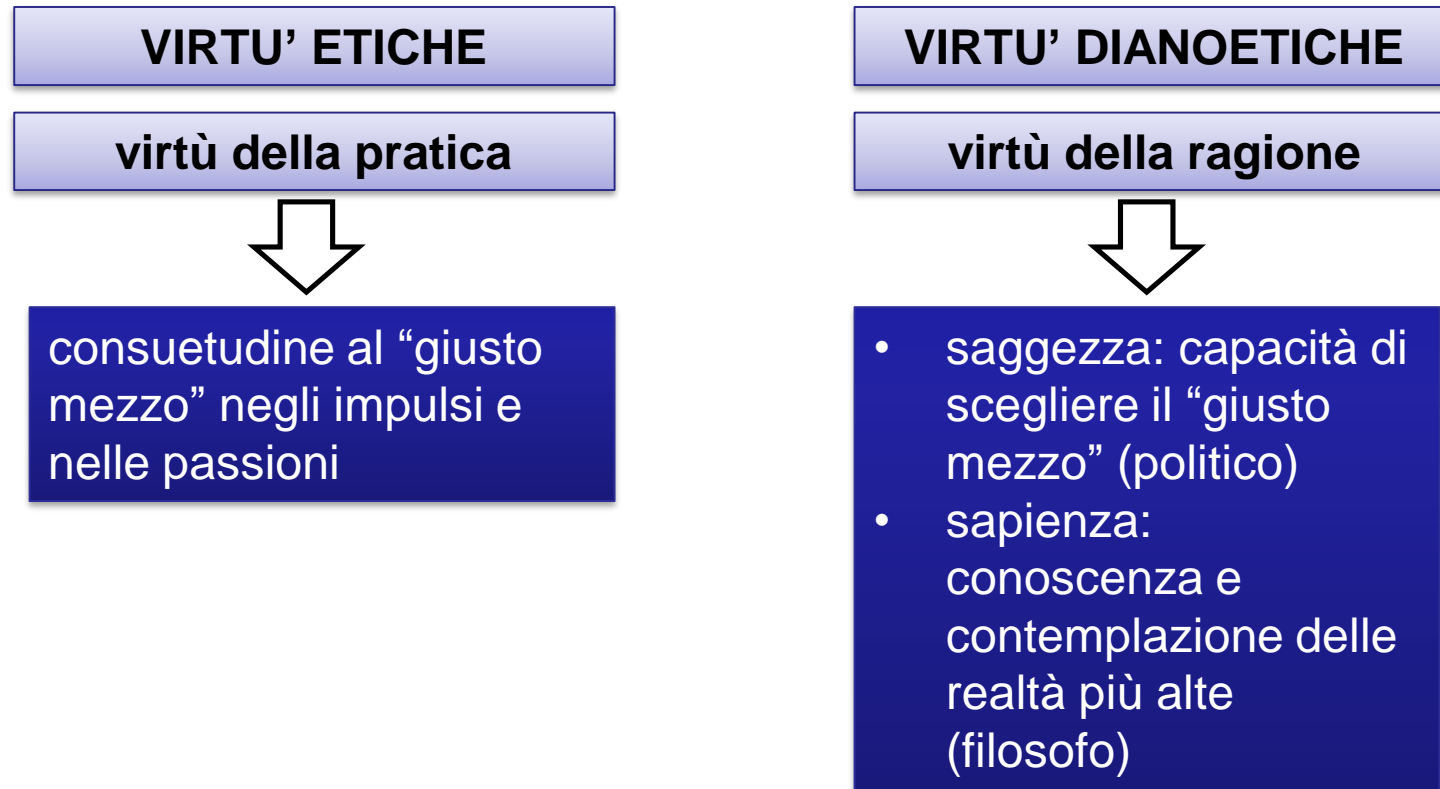 VIRTU’ ETICHE
virtù della pratica
consuetudine al “giusto
mezzo” negli impulsi e
nelle passioni
VIRTU’ DIANOETICHE
virtù della ragione
• saggezza: capacità di
scegliere il “giusto
mezzo” (politico)
• sapienza:
conoscenza e
contemplazione delle
realtà più alte
(filosofo)